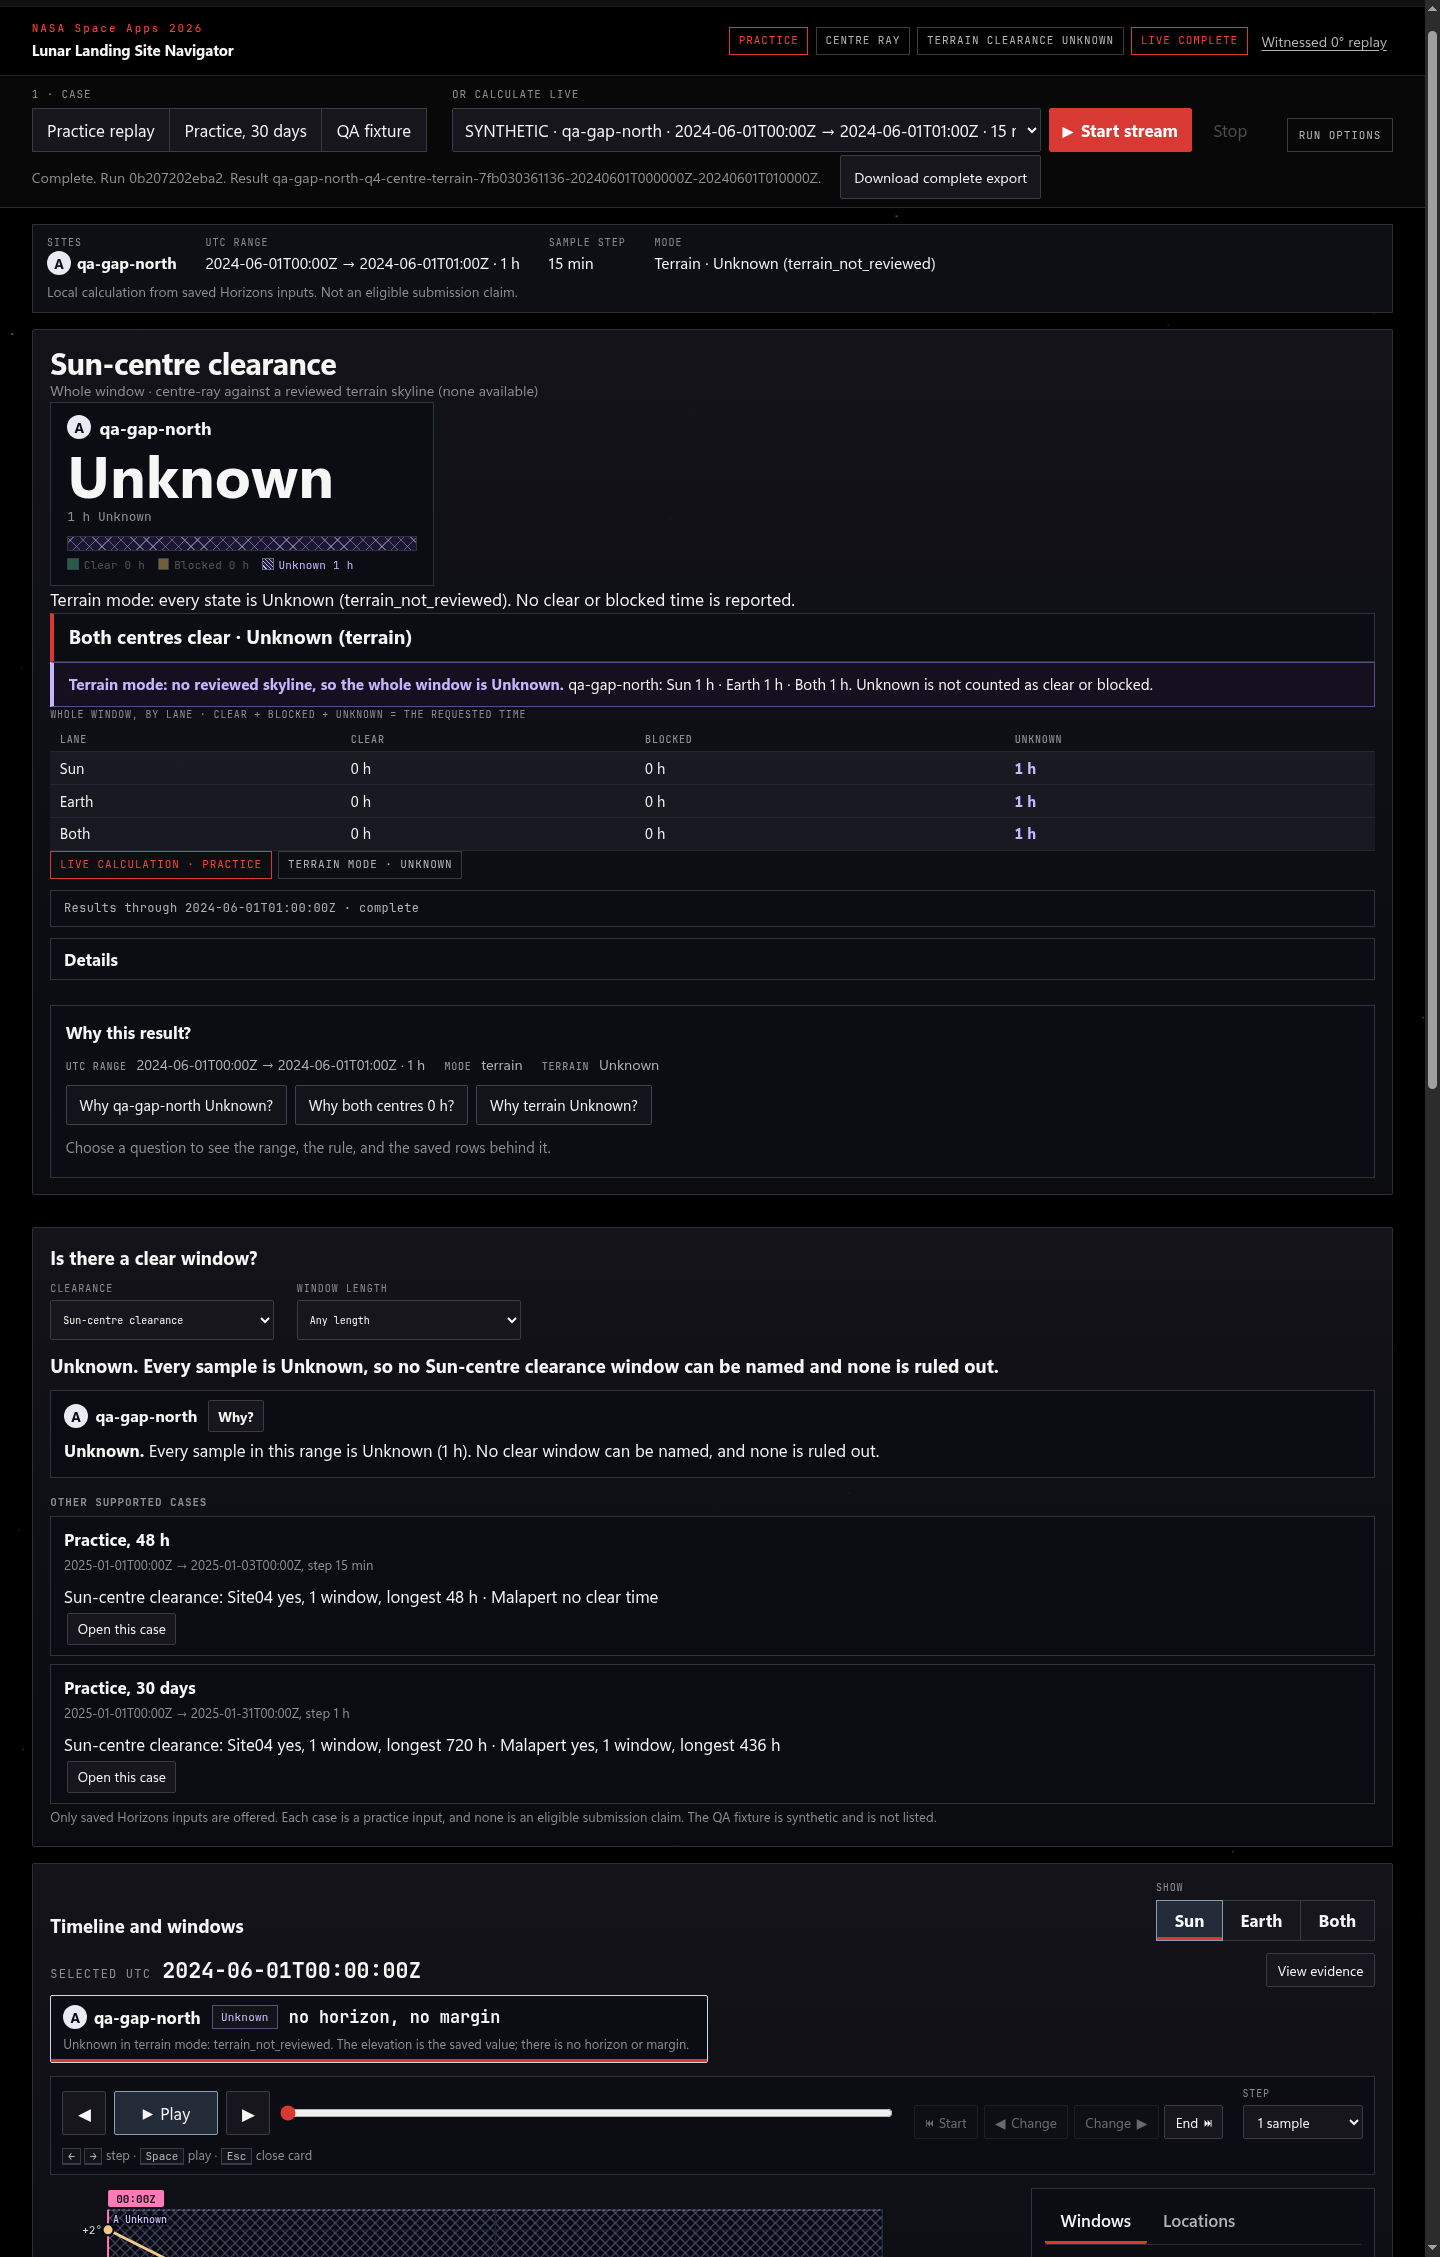 NASA Space Apps 2026
Lunar Landing Site Navigator
PRACTICE
CENTRE RAY
TERRAIN CLEARANCE UNKNOWN
LIVE COMPLETE
Witnessed 0° replay
1 · CASE
OR CALCULATE LIVE
Practice replay
Practice, 30 days
QA fixture
SYNTHETIC · qa-gap-north · 2024-06-01T00:00Z → 2024-06-01T01:00Z · 15 r
▶ Start stream
Stop
RUN OPTIONS
Complete. Run 0b207202eba2. Result qa-gap-north-q4-centre-terrain-7fb030361136-20240601T000000Z-20240601T010000Z.
Download complete export
SITES
UTC RANGE
SAMPLE STEP
MODE
A qa-gap-north
2024-06-01T00:00Z → 2024-06-01T01:00Z · 1 h
15 min
Terrain · Unknown (terrain_not_reviewed)
Local calculation from saved Horizons inputs. Not an eligible submission claim.
Sun-centre clearance
Whole window · centre-ray against a reviewed terrain skyline (none available)
A qa-gap-north
Unknown
1 h Unknown
Clear 0 h Blocked 0 h Unknown 1 h
Terrain mode: every state is Unknown (terrain_not_reviewed). No clear or blocked time is reported.
Both centres clear · Unknown (terrain)
Terrain mode: no reviewed skyline, so the whole window is Unknown. qa-gap-north: Sun 1 h · Earth 1 h · Both 1 h. Unknown is not counted as clear or blocked.
WHOLE WINDOW, BY LANE · CLEAR + BLOCKED + UNKNOWN = THE REQUESTED TIME
LANE CLEAR BLOCKED UNKNOWN
Sun 0 h 0 h 1 h
Earth 0 h 0 h 1 h
Both 0 h 0 h 1 h
LIVE CALCULATION · PRACTICE
TERRAIN MODE · UNKNOWN
Results through 2024-06-01T01:00:00Z · complete
Details
Why this result?
UTC RANGE 2024-06-01T00:00Z → 2024-06-01T01:00Z · 1 h MODE terrain TERRAIN Unknown
Why qa-gap-north Unknown?
Why both centres 0 h?
Why terrain Unknown?
Choose a question to see the range, the rule, and the saved rows behind it.
Is there a clear window?
CLEARANCE
WINDOW LENGTH
Sun-centre clearance
Any length
Unknown. Every sample is Unknown, so no Sun-centre clearance window can be named and none is ruled out.
A qa-gap-north Why?
Unknown. Every sample in this range is Unknown (1 h). No clear window can be named, and none is ruled out.
OTHER SUPPORTED CASES
Practice, 48 h
2025-01-01T00:00Z → 2025-01-03T00:00Z, step 15 min
Sun-centre clearance: Site04 yes, 1 window, longest 48 h · Malapert no clear time
Open this case
Practice, 30 days
2025-01-01T00:00Z → 2025-01-31T00:00Z, step 1 h
Sun-centre clearance: Site04 yes, 1 window, longest 720 h · Malapert yes, 1 window, longest 436 h
Open this case
Only saved Horizons inputs are offered. Each case is a practice input, and none is an eligible submission claim. The QA fixture is synthetic and is not listed.
SHOW
Timeline and windows
Sun
Earth
Both
SELECTED UTC 2024-06-01T00:00:00Z
View evidence
A qa-gap-north Unknown no horizon, no margin
Unknown in terrain mode: terrain_not_reviewed. The elevation is the saved value; there is no horizon or margin.
STEP
◀
▶ Play
▶
⏮ Start
◀ Change
Change ▶
End ⏭
1 sample
← → step · Space play · Esc close card
00:00Z
A Unknown
+2°
Windows
Locations